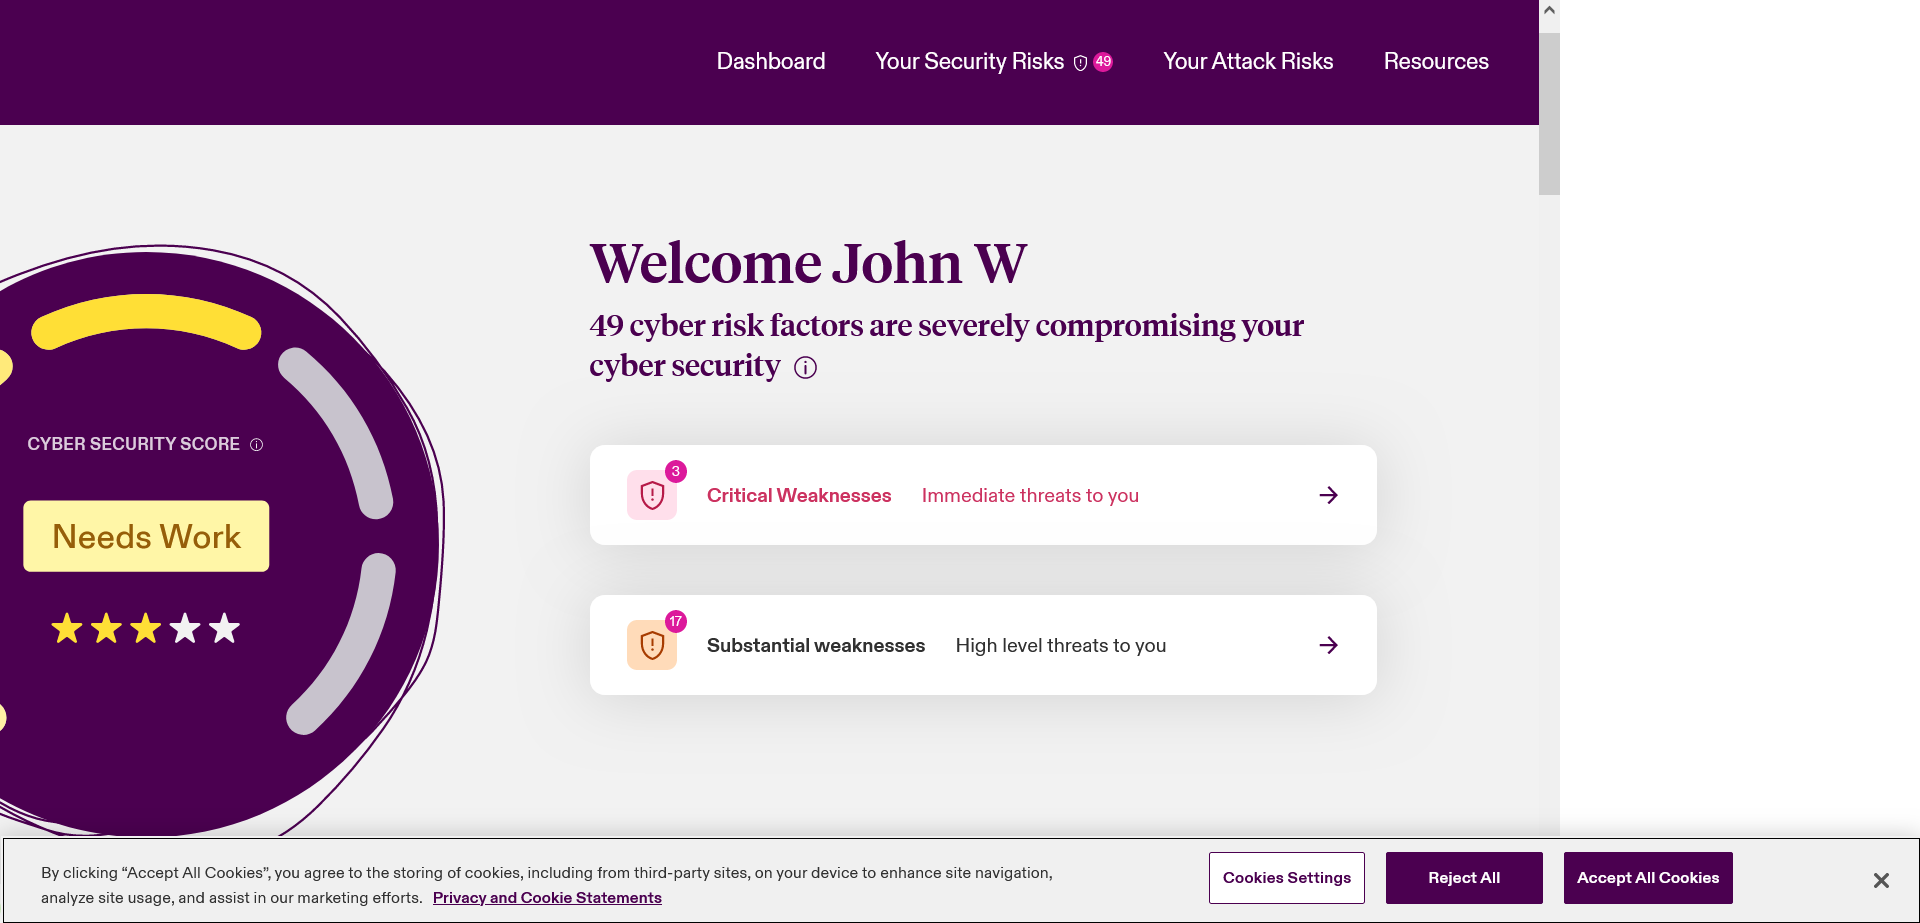 Dashboard
Your Security Risks 49
Your Attack Risks
Resources
CYBER SECURITY SCORE
Needs Work
Welcome John W
49 cyber risk factors are severely compromising your
cyber security
3
Critical Weaknesses Immediate threats to you
17
Substantial weaknesses High level threats to you
By clicking “Accept All Cookies”, you agree to the storing of cookies, including from third-party sites, on your device to enhance site navigation,
analyze site usage, and assist in our marketing efforts. Privacy and Cookie Statements
Cookies Settings
Reject All
Accept All Cookies